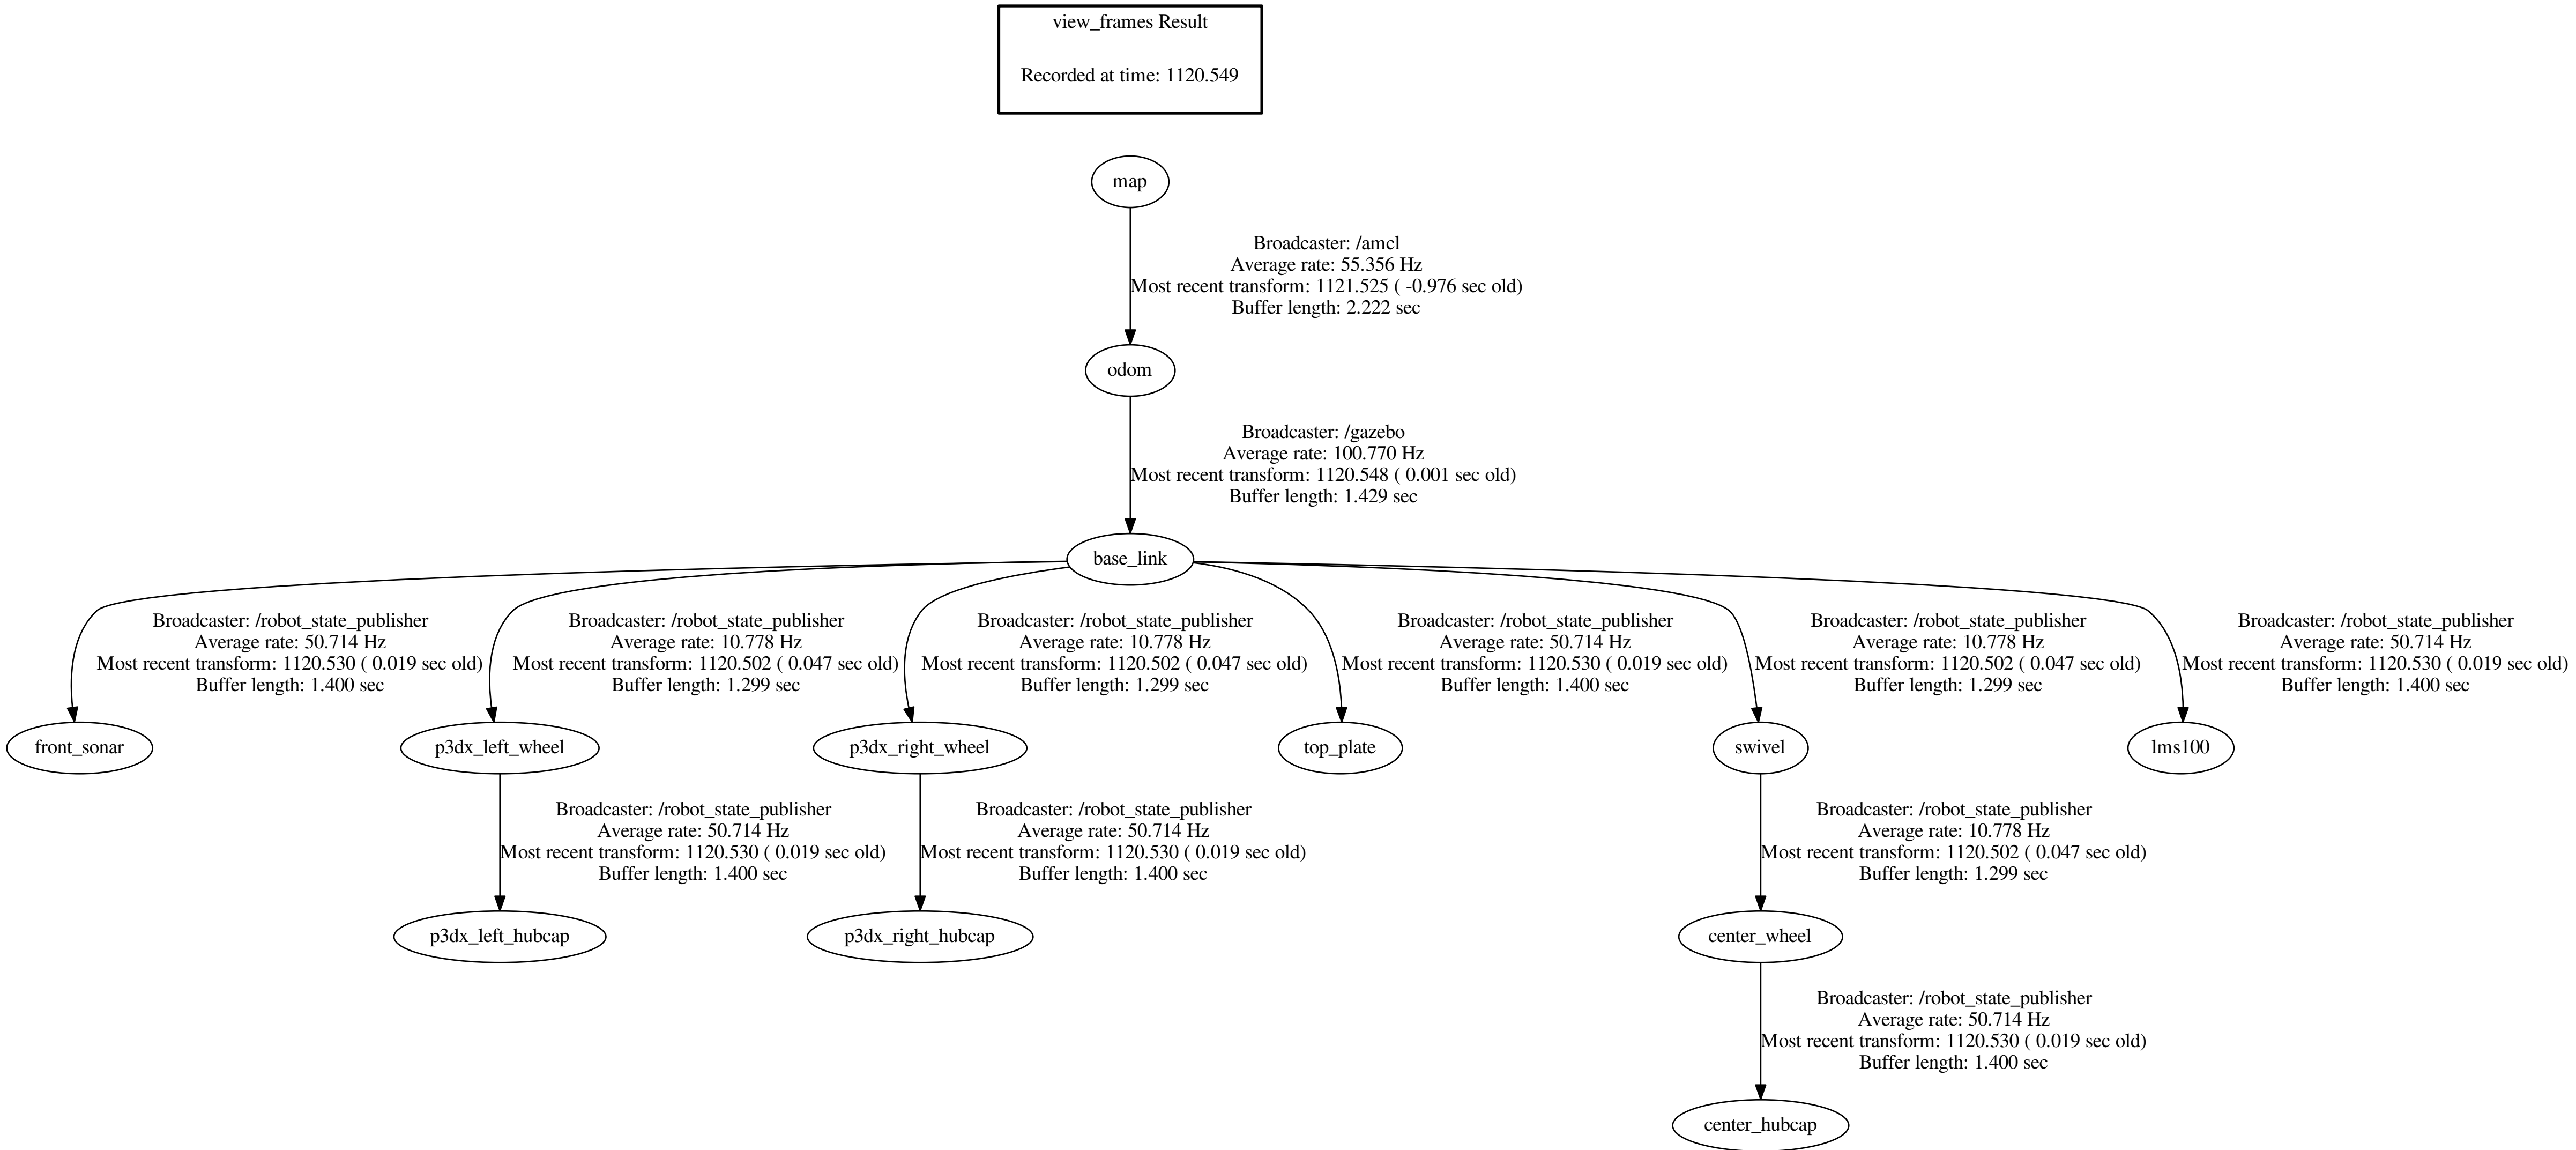 view_frames Result
Recorded at time: 1120.549
map
Broadcaster: /amcl
Average rate: 55.356 Hz
Most recent transform: 1121.525 ( -0.976 sec old)
Buffer length: 2.222 sec
odom
Broadcaster: /gazebo
Average rate: 100.770 Hz
Most recent transform: 1120.548 ( 0.001 sec old)
Buffer length: 1.429 sec
base_link
Broadcaster: /robot_state_publisher
Average rate: 50.714 Hz
Most recent transform: 1120.530 ( 0.019 sec old)
Buffer length: 1.400 sec
Broadcaster: /robot_state_publisher
Average rate: 10.778 Hz
Most recent transform: 1120.502 ( 0.047 sec old)
Buffer length: 1.299 sec
Broadcaster: /robot_state_publisher
Average rate: 10.778 Hz
Most recent transform: 1120.502 ( 0.047 sec old)
Buffer length: 1.299 sec
Broadcaster: /robot_state_publisher
Average rate: 50.714 Hz
Most recent transform: 1120.530 ( 0.019 sec old)
Buffer length: 1.400 sec
Broadcaster: /robot_state_publisher
Average rate: 10.778 Hz
Most recent transform: 1120.502 ( 0.047 sec old)
Buffer length: 1.299 sec
Broadcaster: /robot_state_publisher
Average rate: 50.714 Hz
Most recent transform: 1120.530 ( 0.019 sec old)
Buffer length: 1.400 sec
front_sonar
p3dx_left_wheel
p3dx_right_wheel
top_plate
swivel
lms100
Broadcaster: /robot_state_publisher
Average rate: 50.714 Hz
Most recent transform: 1120.530 ( 0.019 sec old)
Buffer length: 1.400 sec
Broadcaster: /robot_state_publisher
Average rate: 50.714 Hz
Most recent transform: 1120.530 ( 0.019 sec old)
Buffer length: 1.400 sec
Broadcaster: /robot_state_publisher
Average rate: 10.778 Hz
Most recent transform: 1120.502 ( 0.047 sec old)
Buffer length: 1.299 sec
p3dx_left_hubcap
p3dx_right_hubcap
center_wheel
Broadcaster: /robot_state_publisher
Average rate: 50.714 Hz
Most recent transform: 1120.530 ( 0.019 sec old)
Buffer length: 1.400 sec
center_hubcap